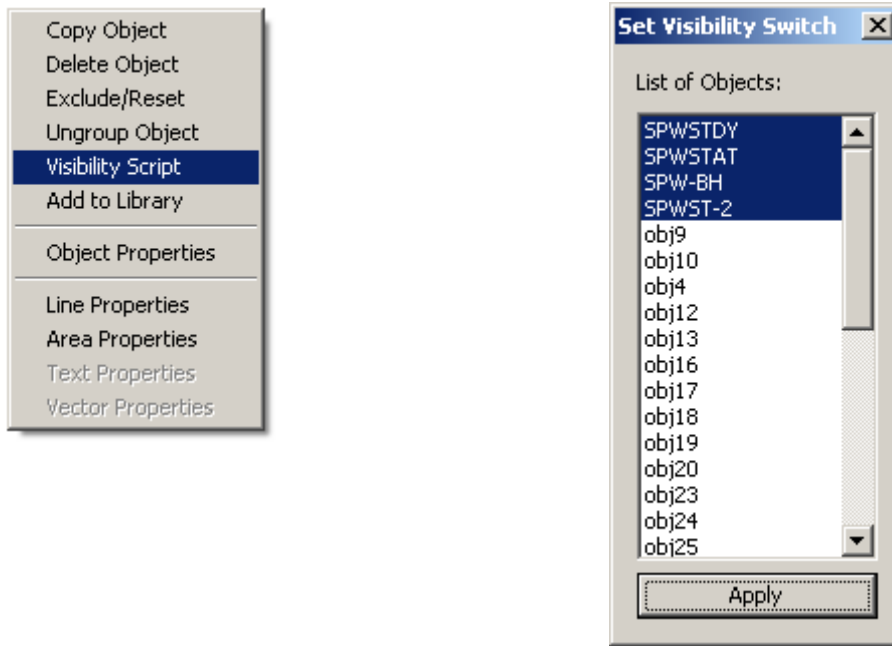 Copy Object
Delete Object
Exclude/Reset
Ungroup Object
Visibility Script
Add to Library
Object Properties
Line Properties
Area Properties
Text Properties
Vector Properties
Set Visibility Switch
List of Objects:
SPWSTDY
SPWSTAT
SPW-BH
SPWST-2
obj9
obj10
obj4
obj12
obj13
obj16
obj17
obj18
obj19
obj20
obj23
obj24
obj25
Apply